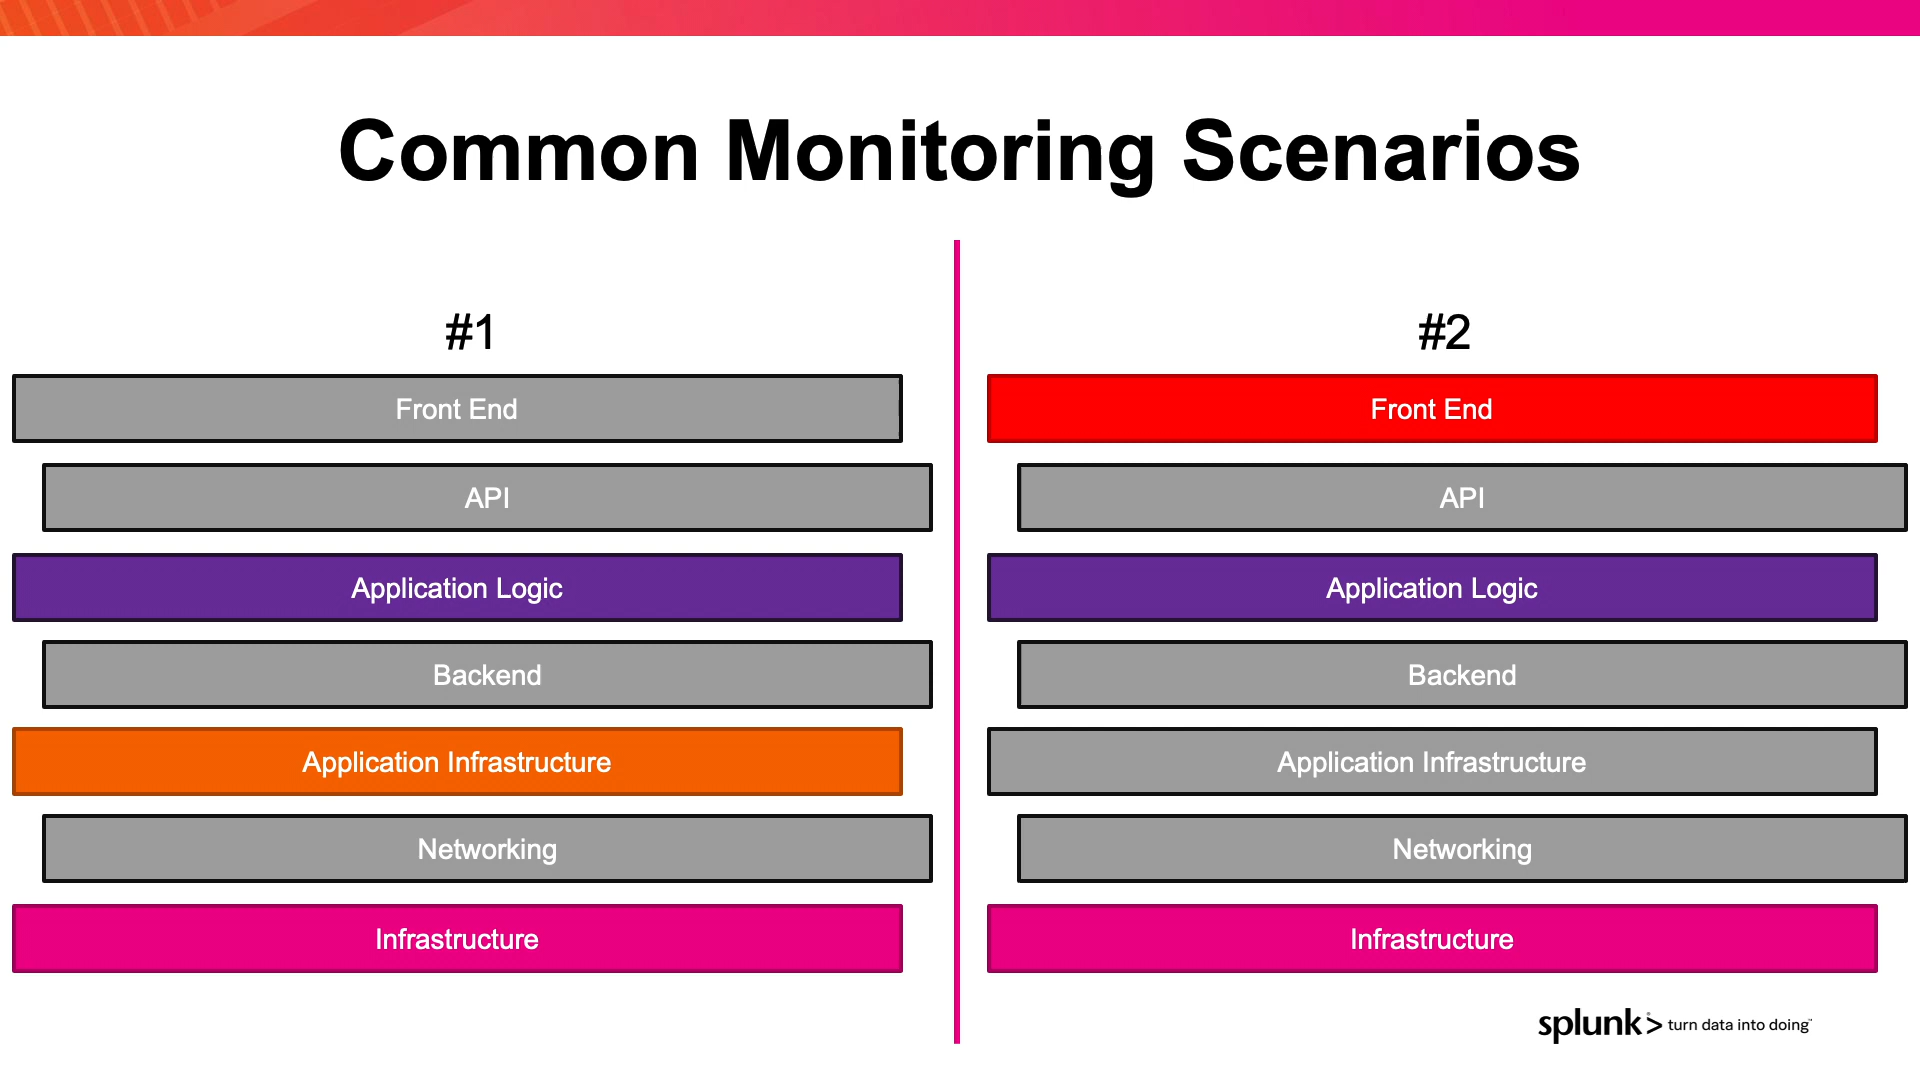 Common Monitoring Scenarios
#1
Front End
API
Application Logic
Backend
Application Infrastructure
Networking
Infrastructure
#2
Front End
API
Application Logic
Backend
Application Infrastructure
Networking
Infrastructure
splunk> turn data into doing™